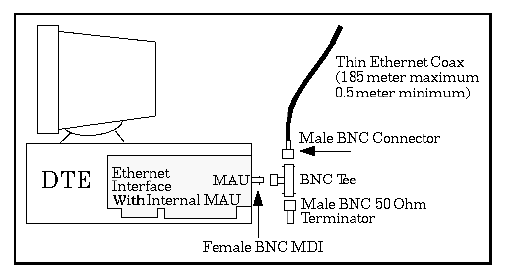 Thin Ethernet Coax
(185 meter maximum
0.5 meter minimum)
Male BNC Connector
DTE
Ethernet
Interface
With Internal MAU
MAU
BNC Tee
Male BNC 50 Ohm
Terminator
Female BNC MDI